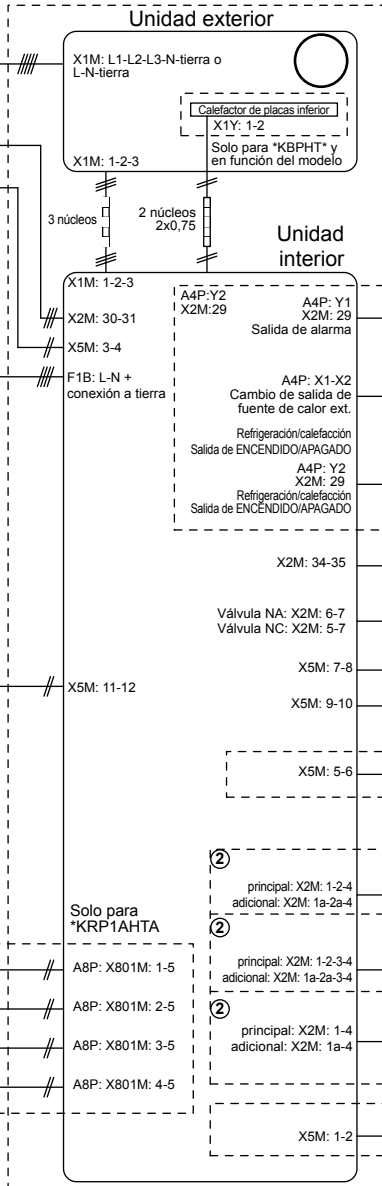 Unidad exterior
X1M: L1-L2-L3-N-tierra o
L-N-tierra
Calefactor de placas inferior
X1Y: 1-2
Solo para *KBPHT* y
en función del modelo
X1M: 1-2-3
3 núcleos
2 núcleos
2x0,75
Unidad
interior
X1M: 1-2-3
X2M: 30-31
X5M: 3-4
F1B: L-N +
conexión a tierra
A4P:Y2
X2M:29
A4P: Y1
X2M: 29
Salida de alarma
A4P: X1-X2
Cambio de salida de
fuente de calor ext.
Refrigeración/calefacción
Salida de ENCENDIDO/APAGADO
A4P: Y2
X2M: 29
Refrigeración/calefacción
Salida de ENCENDIDO/APAGADO
X2M: 34-35
Válvula NA: X2M: 6-7
Válvula NC: X2M: 5-7
X5M: 7-8
X5M: 11-12
X5M: 9-10
X5M: 5-6
2
principal: X2M: 1-2-4
adicional: X2M: 1a-2a-4
Solo para
*KRP1AHTA
2
principal: X2M: 1-2-3-4
adicional: X2M: 1a-2a-3-4
A8P: X801M: 1-5
A8P: X801M: 2-5
A8P: X801M: 3-5
A8P: X801M: 4-5
2
principal: X2M: 1-4
adicional: X2M: 1a-4
X5M: 1-2